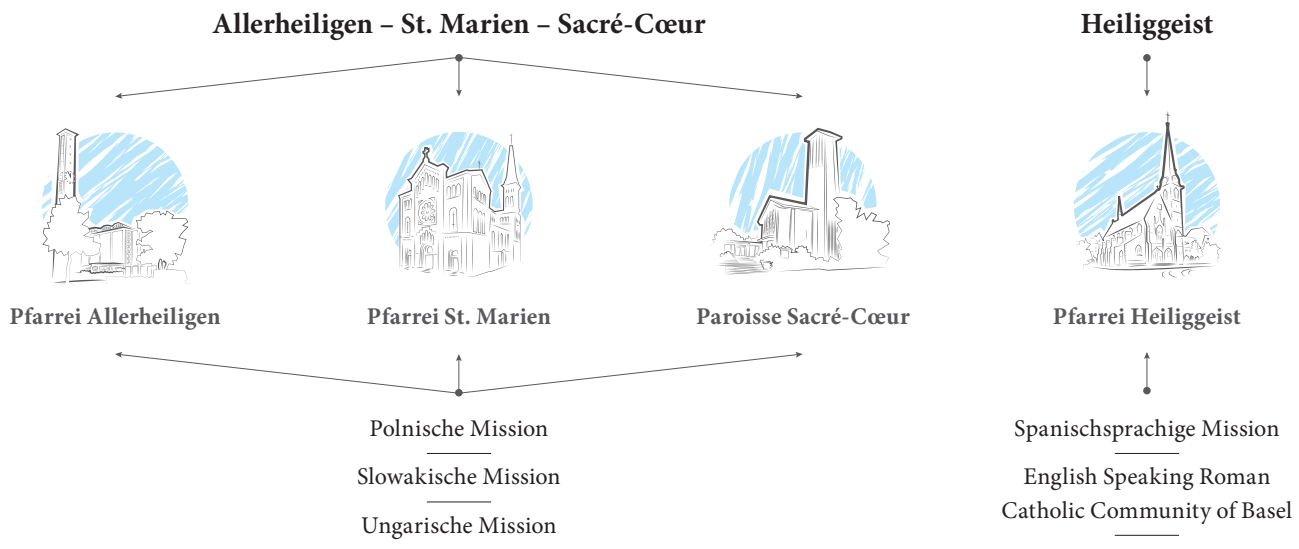 Allerheiligen – St. Marien – Sacré-Cœur
Heiliggeist
Pfarrei Allerheiligen
Pfarrei St. Marien
Paroisse Sacré-Cœur
Pfarrei Heiliggeist
Polnische Mission
Slowakische Mission
Ungarische Mission
Spanischsprachige Mission
English Speaking Roman
Catholic Community of Basel